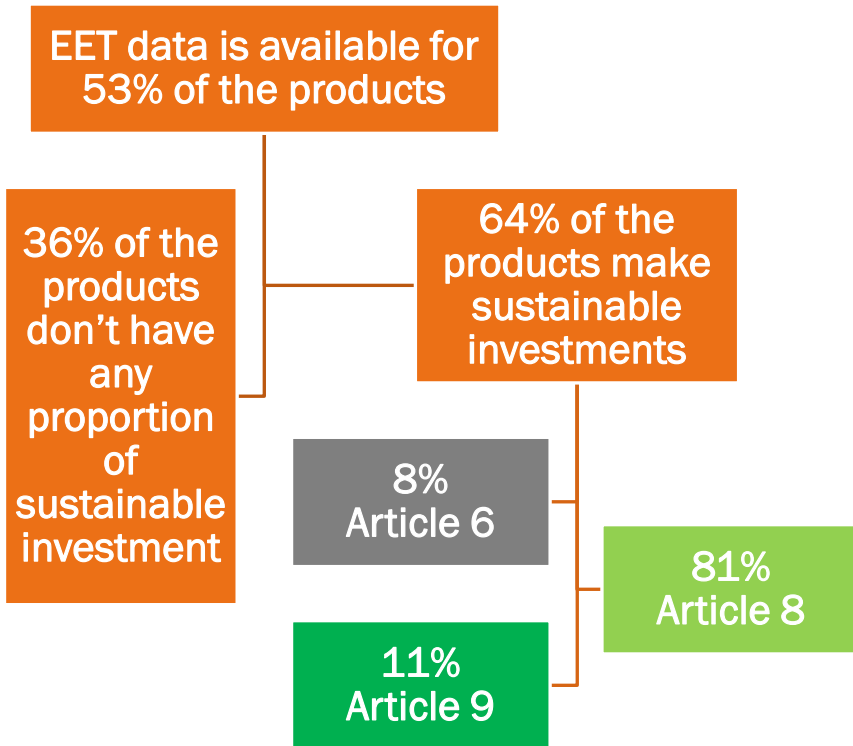 EET data is available for
53% of the products
36% of the
products
don’t have
any
proportion
of
sustainable
investment
64% of the
products make
sustainable
investments
8%
Article 6
81%
Article 8
11%
Article 9